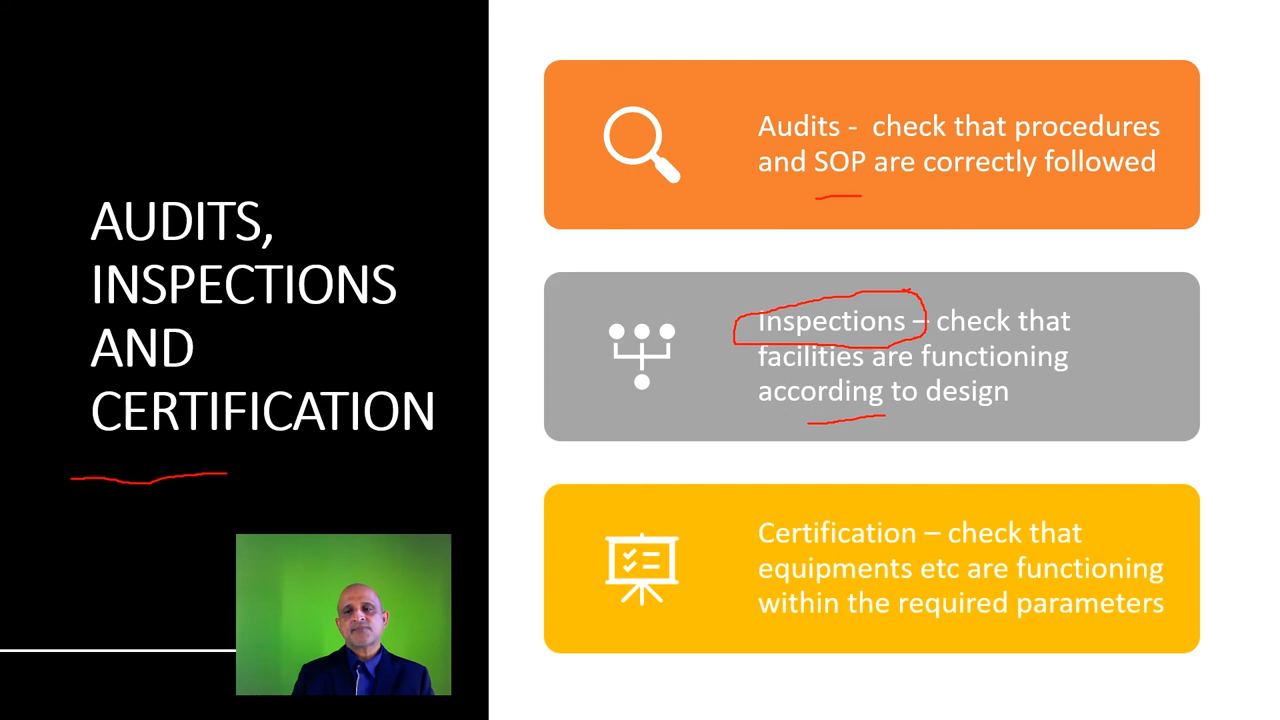 AUDITS,
INSPECTIONS
AND
CERTIFICATION
Audits -  check that procedures
and SOP are correctly followed
Inspections – check that
facilities are functioning
according to design
Certification – check that
equipments etc are functioning
within the required parameters